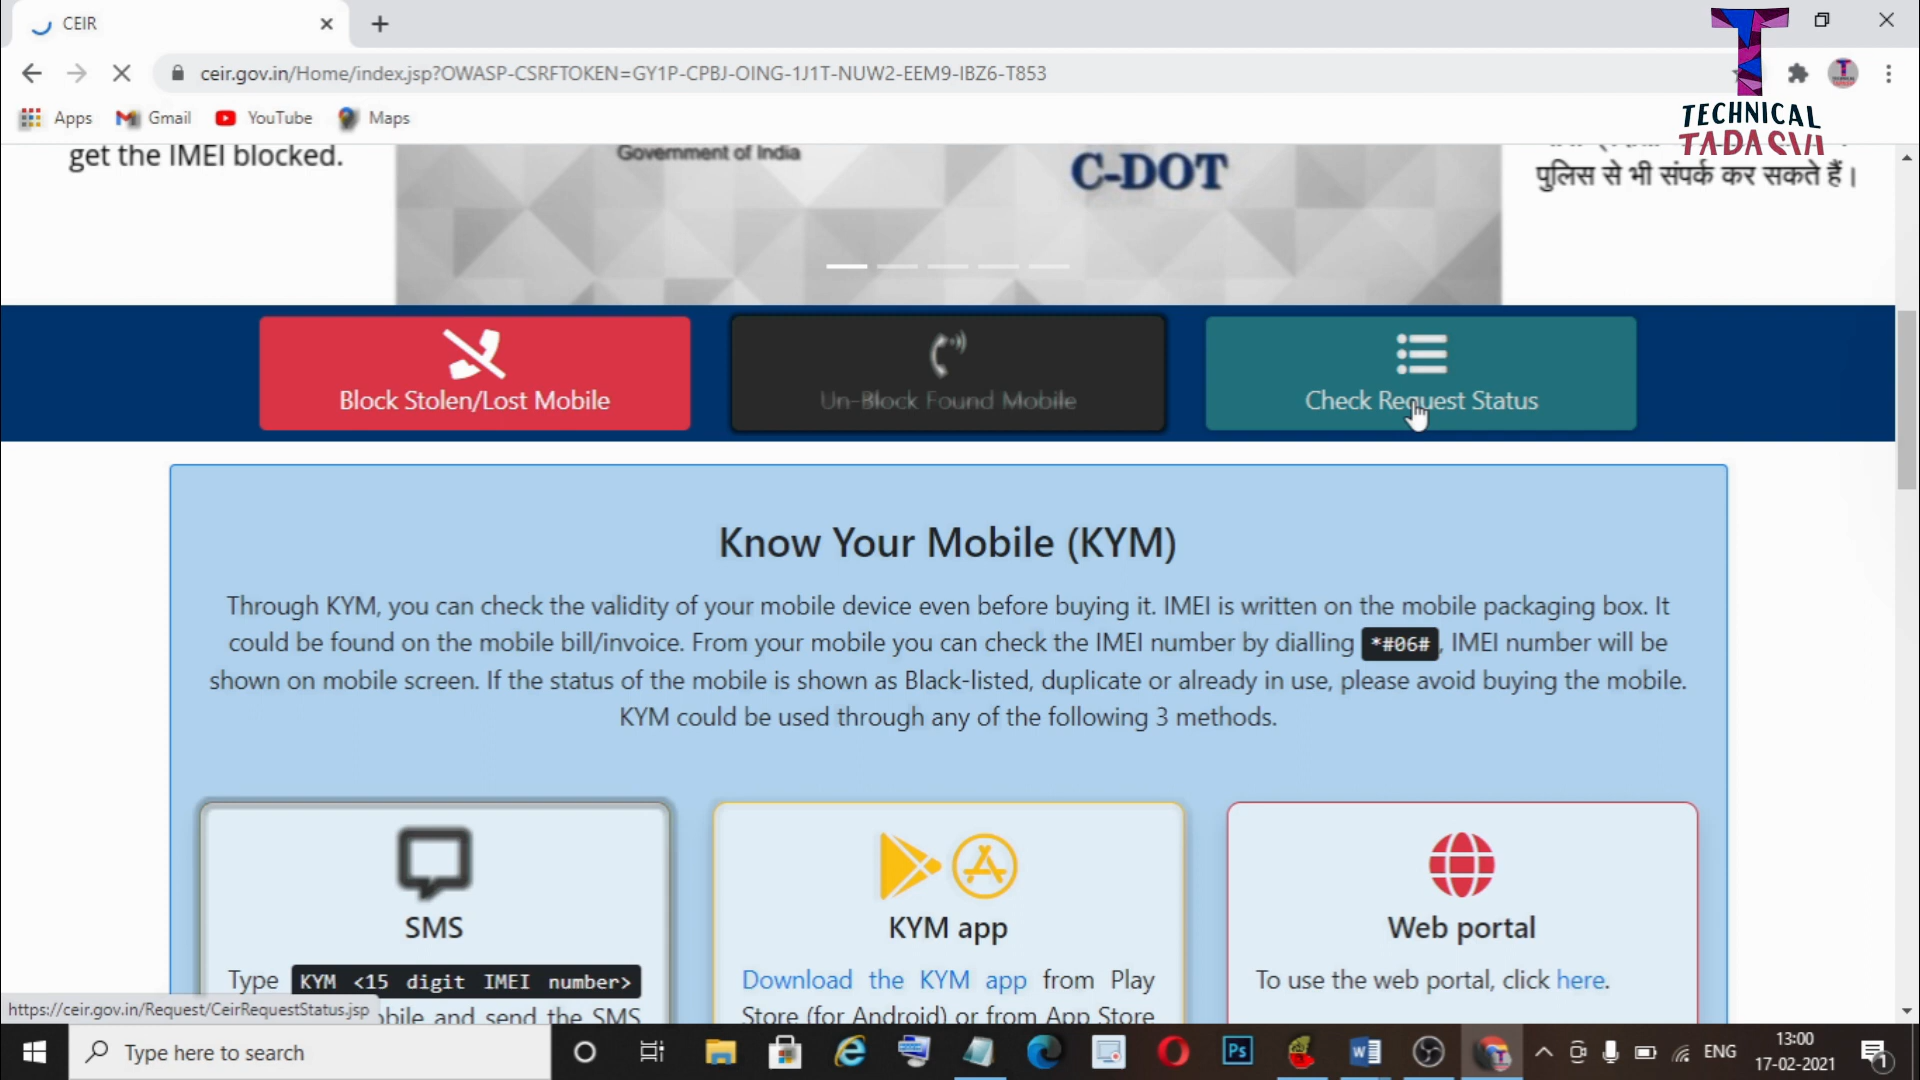 CEIR
ceir.gov.in/Home/index.jsp?OWASP-CSRFTOKEN=GY1P-CPBJ-OING-1J1T-NUW2-EEM9-IBZ6-T853
Apps Gmail YouTube Maps
TECHNICAL
TADASHI
get the IMEI blocked.
Government of India
C-DOT
पुलिस से भी संपर्क कर सकते हैं।
Block Stolen/Lost Mobile
Un-Block Found Mobile
Check Request Status
Know Your Mobile (KYM)
Through KYM, you can check the validity of your mobile device even before buying it. IMEI is written on the mobile packaging box. It
could be found on the mobile bill/invoice. From your mobile you can check the IMEI number by dialling *#06#, IMEI number will be
shown on mobile screen. If the status of the mobile is shown as Black-listed, duplicate or already in use, please avoid buying the mobile.
KYM could be used through any of the following 3 methods.
SMS
Type KYM <15 digit IMEI number>
and send the SMS
KYM app
Download the KYM app from Play
Store (for Android) or from App Store
Web portal
To use the web portal, click here.
https://ceir.gov.in/Request/CeirRequestStatus.jsp
Type here to search
Ps
ENG
13:00
17-02-2021
1